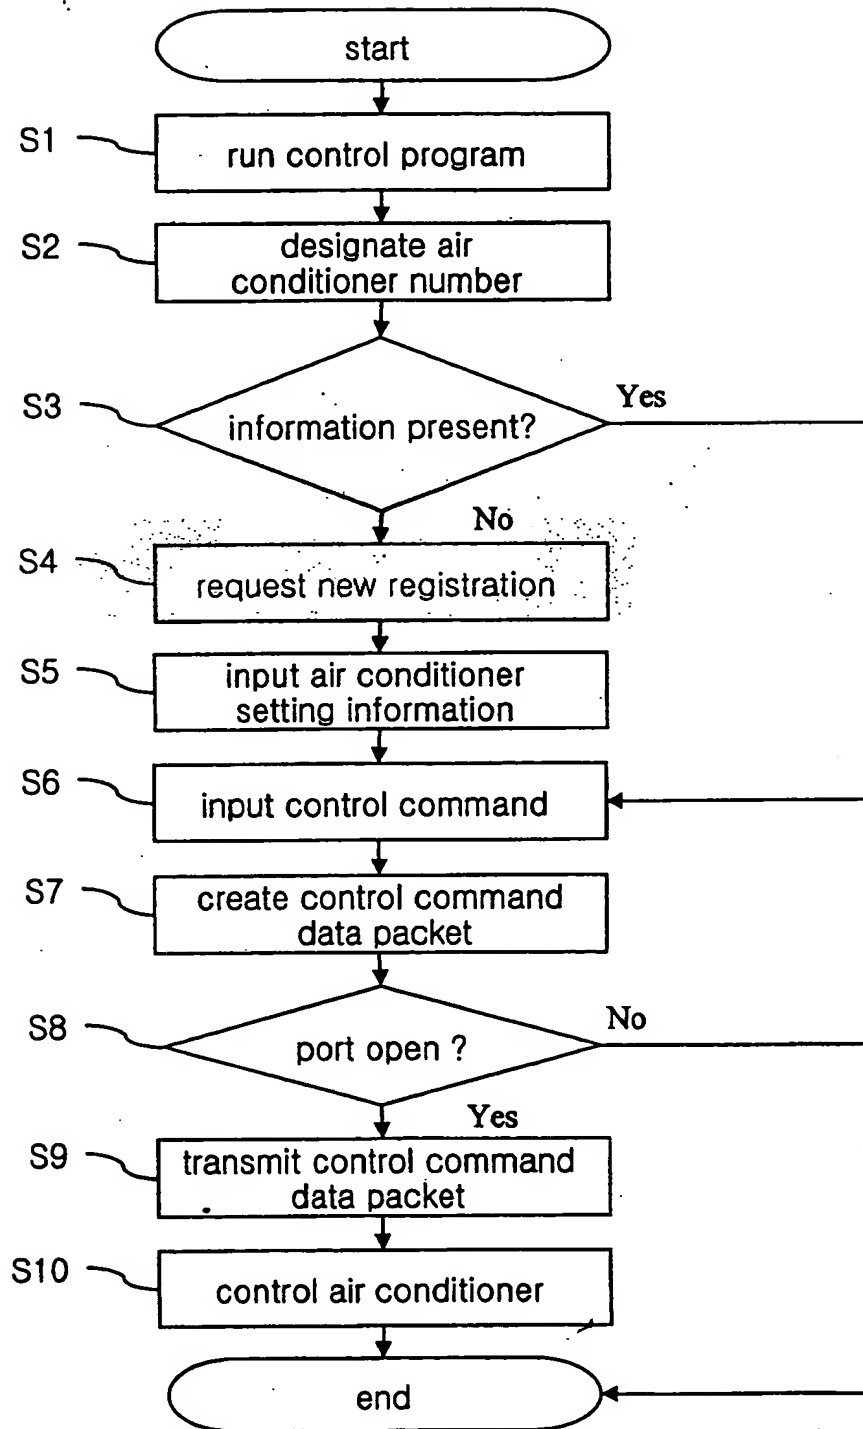 start
S1
run control program
S2
designate air
conditioner number
S3
information present?
Yes
No
S4
request new registration
S5
input air conditioner
setting information
S6
input control command
S7
create control command
data packet
S8
port open ?
No
Yes
S9
transmit control command
data packet
S10
control air conditioner
end